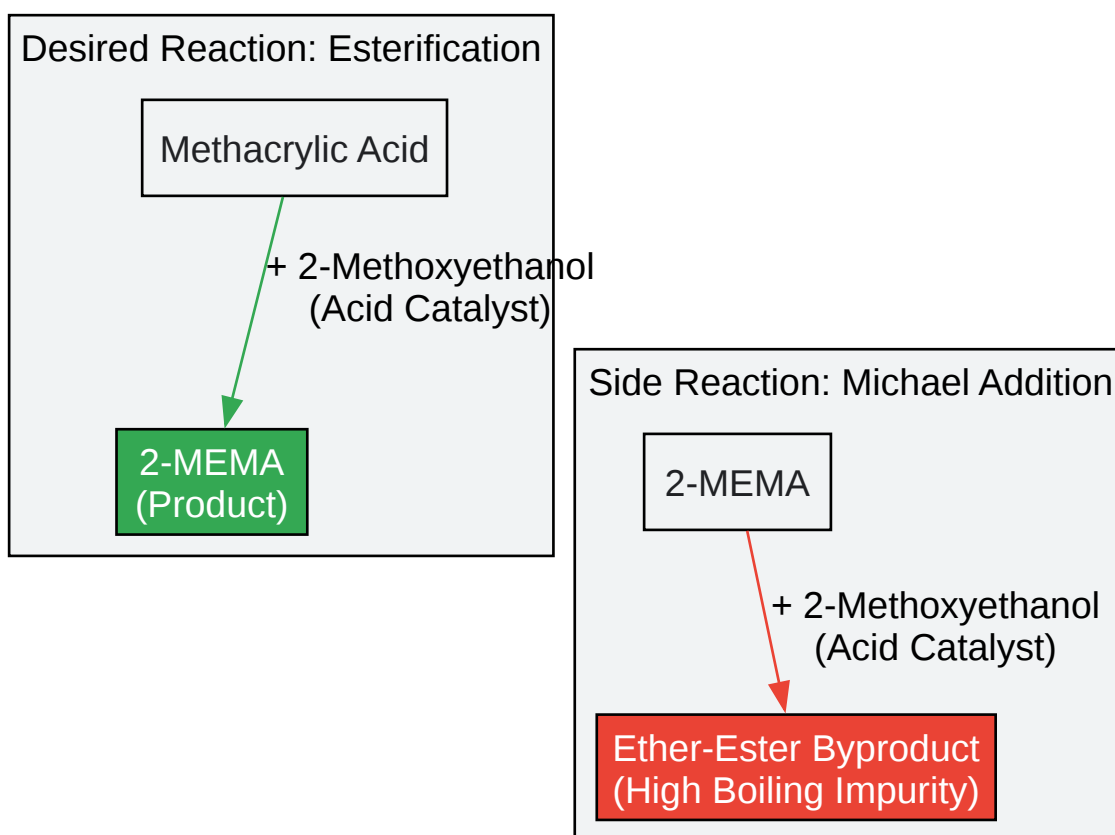 Desired Reaction: Esterification
Methacrylic Acid
+ 2-Methoxyethanol
(Acid Catalyst)
2-MEMA
(Product)
Side Reaction: Michael Addition
2-MEMA
+ 2-Methoxyethanol
(Acid Catalyst)
Ether-Ester Byproduct
(High Boiling Impurity)